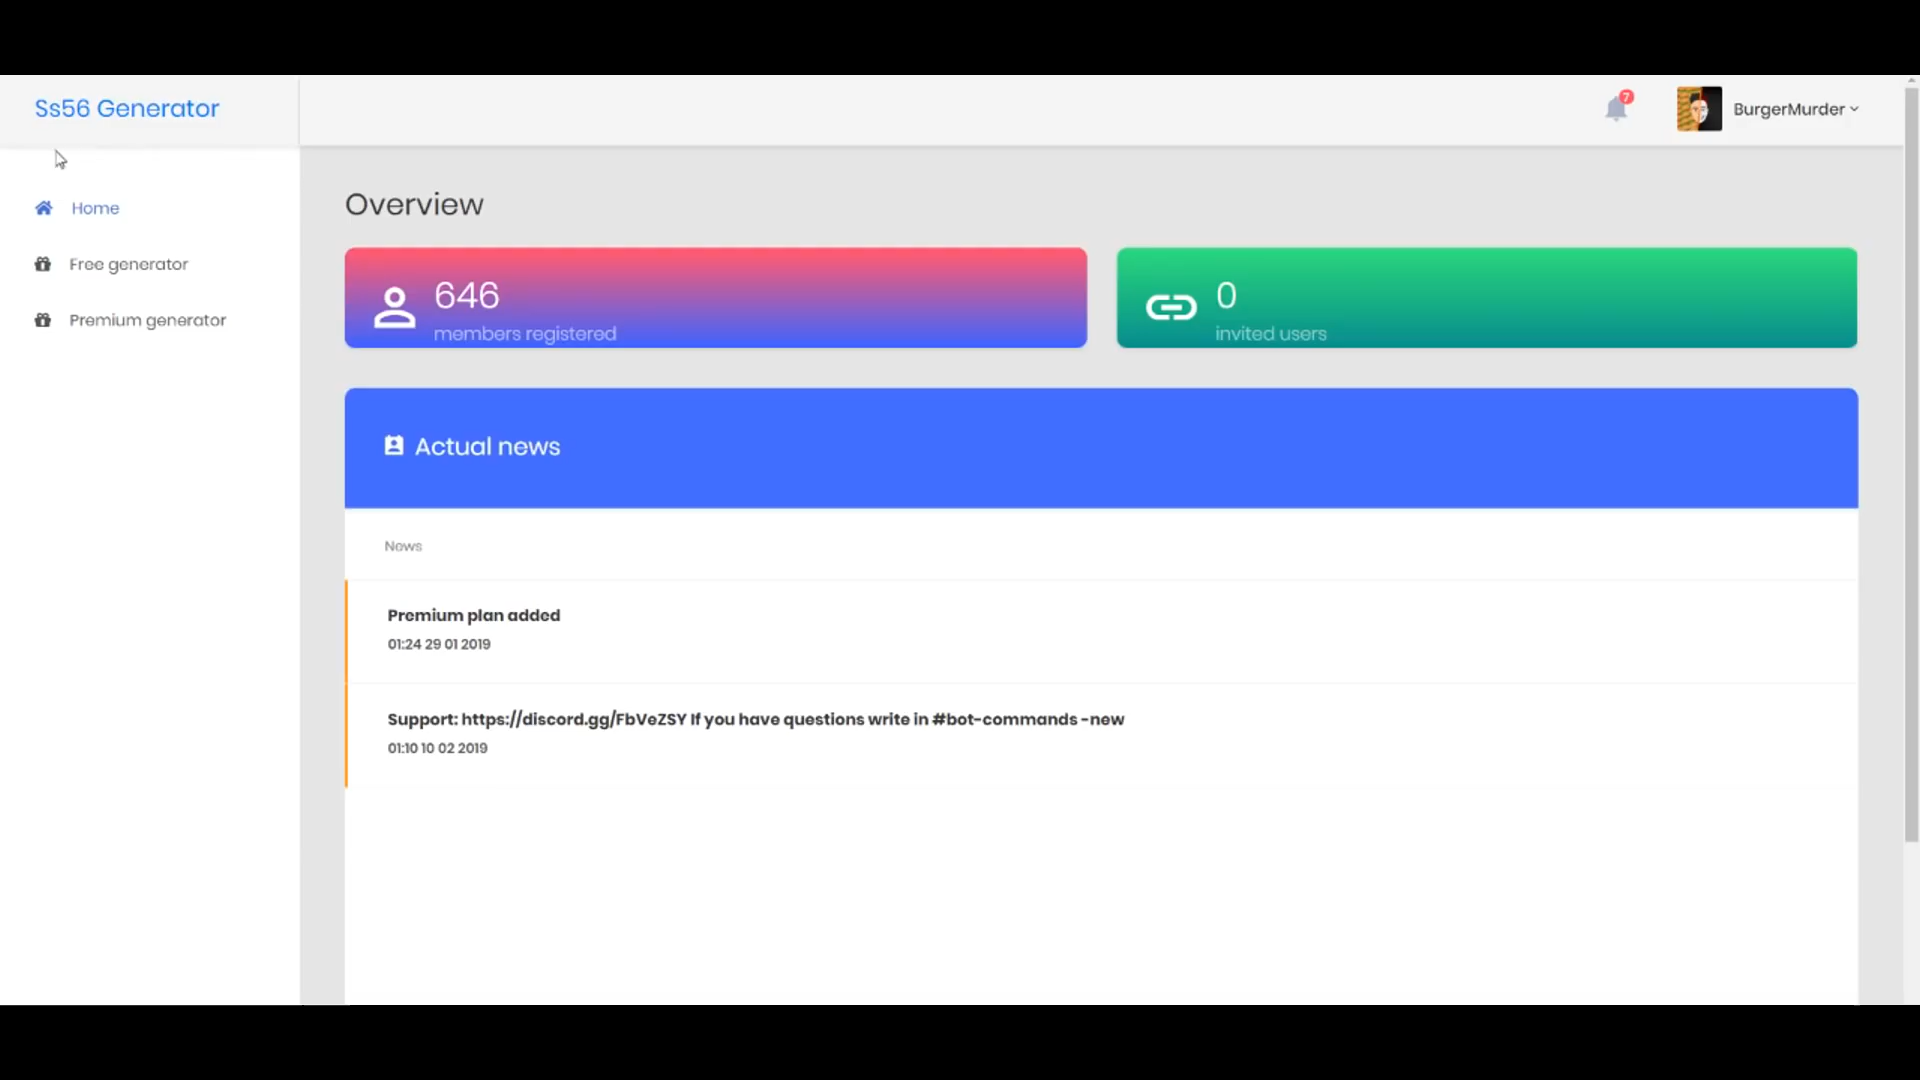 Ss56 Generator
7
BurgerMurder
Home
Free generator
Premium generator
Overview
646
members registered
0
invited users
Actual news
News
Premium plan added
01:24 29 01 2019
Support: https://discord.gg/FbVeZSY If you have questions write in #bot-commands -new
01:10 10 02 2019